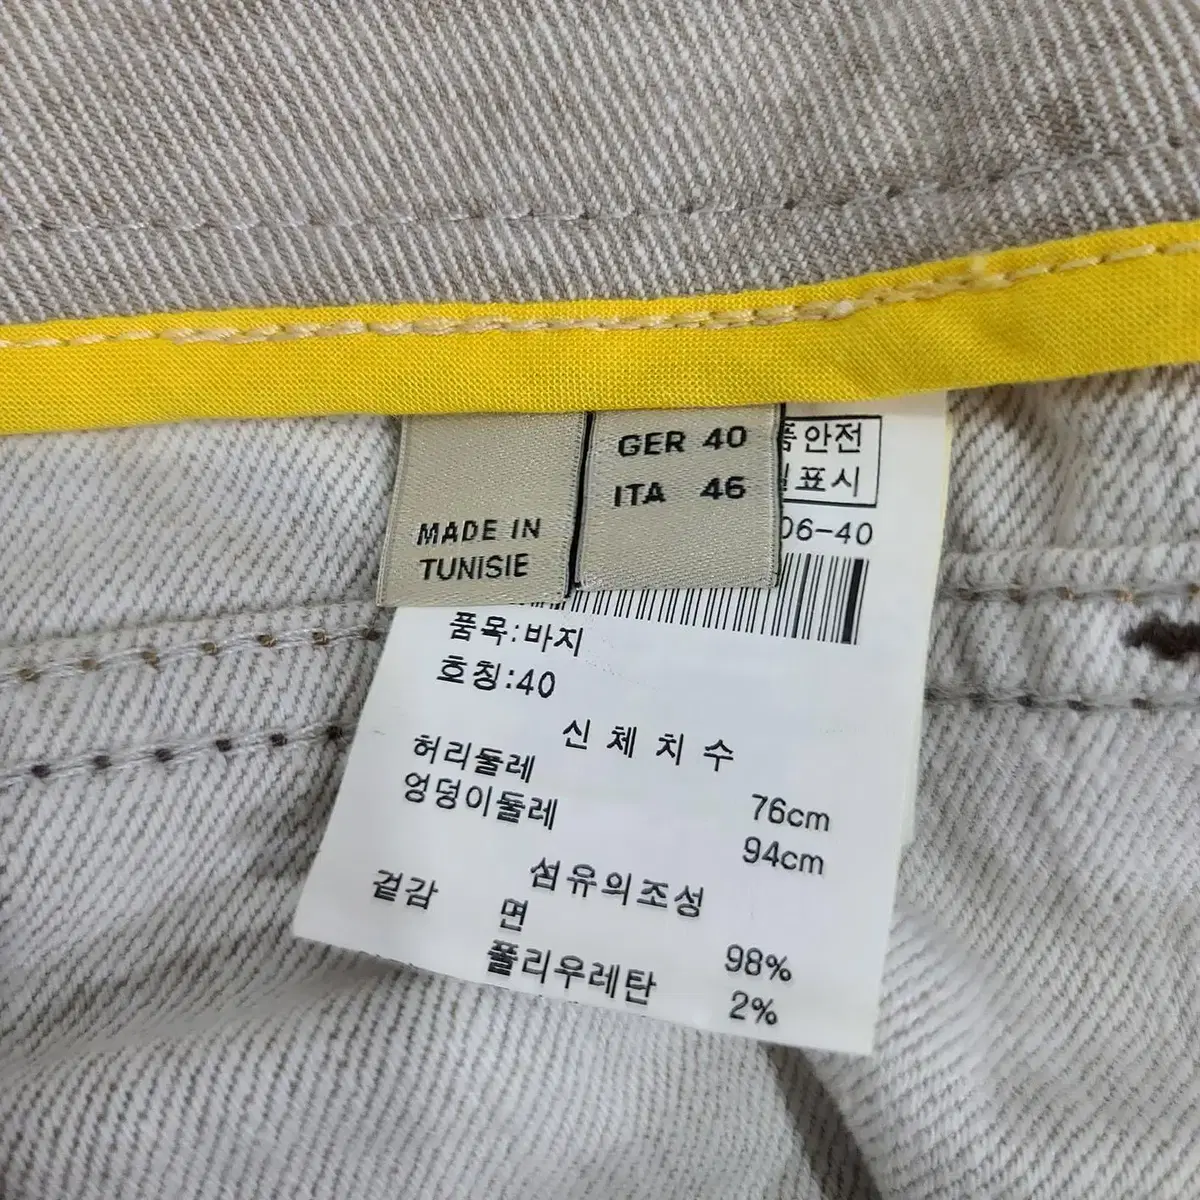 GER 40
ITA 46
MADE IN
TUNISIE
품안전
표시
06-40
품목:바지
호칭:40
신체치수
허리둘레 76cm
엉덩이둘레 94cm
섬유의조성
겉감 면 98%
폴리우레탄 2%